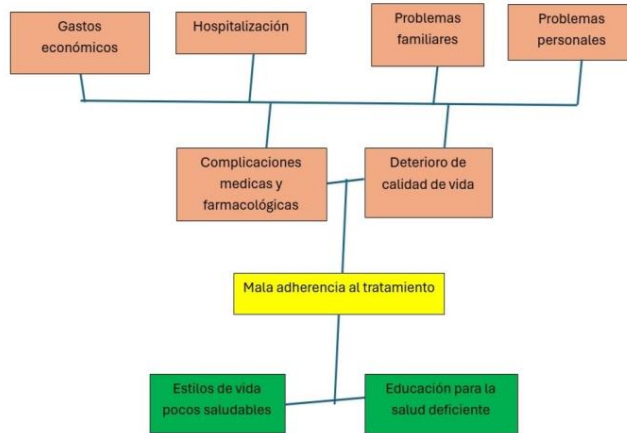 Gastos
económicos
Hospitalización
Problemas
familiares
Problemas
personales
Complicaciones
medicas y
farmacológicas
Deterioro de
calidad de vida
Mala adherencia al tratamiento
Estilos de vida
pocos saludables
Educación para la
salud deficiente